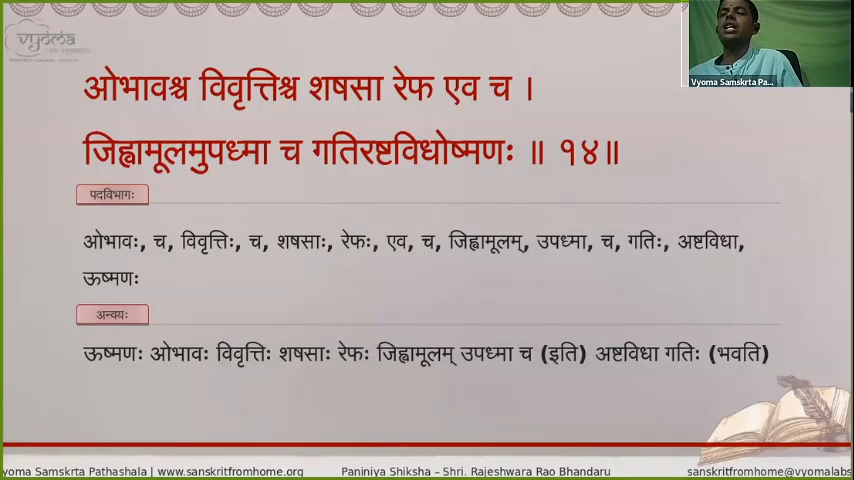 vyoma
Vyoma Samskrta Pa...
ओभावश्च विवृत्तिश्च शषसा रेफ एव च ।
जिह्वामूलमुपध्मा च गतिरष्टविधोष्मणः ॥ १४॥
पदविभागः
ओभावः, च, विवृत्तिः, च, शषसाः, रेफः, एव, च, जिह्वामूलम्, उपध्मा, च, गतिः, अष्टविधा,
ऊष्मणः
अन्वयः
ऊष्मणः ओभावः विवृत्तिः शषसाः रेफः जिह्वामूलम् उपध्मा च (इति) अष्टविधा गतिः (भवति)
yoma Samskrta Pathashala | www.sanskritfromhome.org Paniniya Shiksha – Shri. Rajeshwara Rao Bhandaru sanskritfromhome@vyomalabs